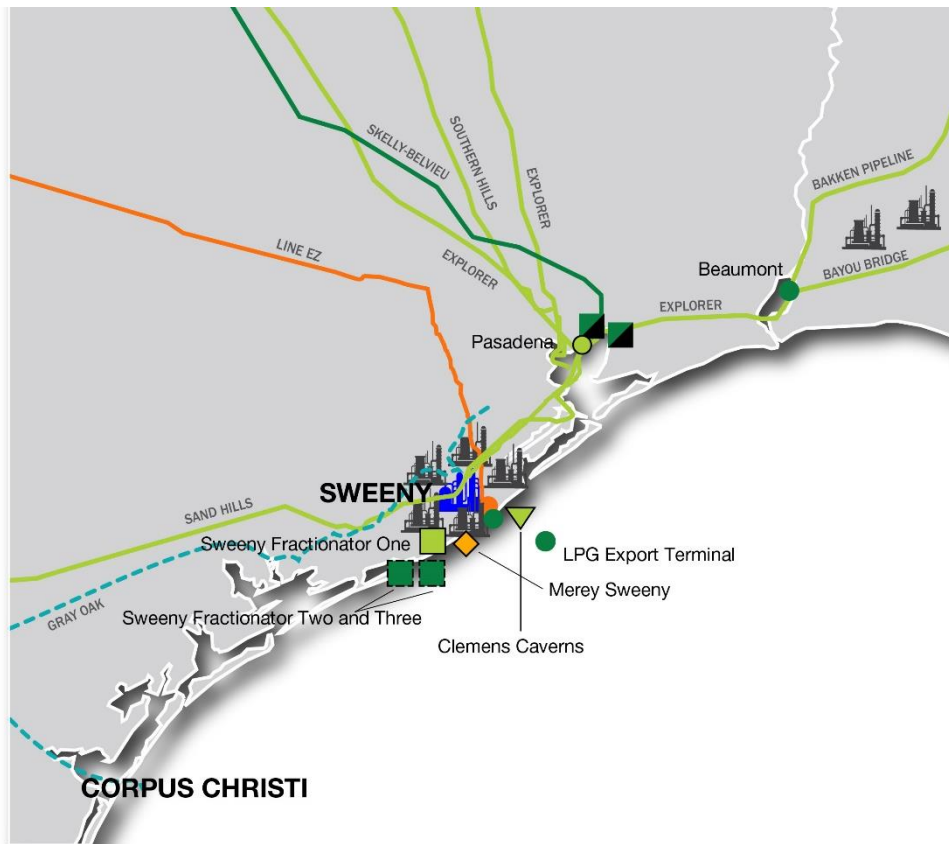 SKELLY-BELVIEU
SOUTHERN HILLS
EXPLORER
BAKKEN PIPELINE
LINE EZ
EXPLORER
Beaumont
BAYOU BRIDGE
EXPLORER
Pasadena
SWEENY
SAND HILLS
Sweeny Fractionator One
LPG Export Terminal
Merey Sweeny
GRAY OAK
Sweeny Fractionator Two and Three
Clemens Caverns
CORPUS CHRISTI